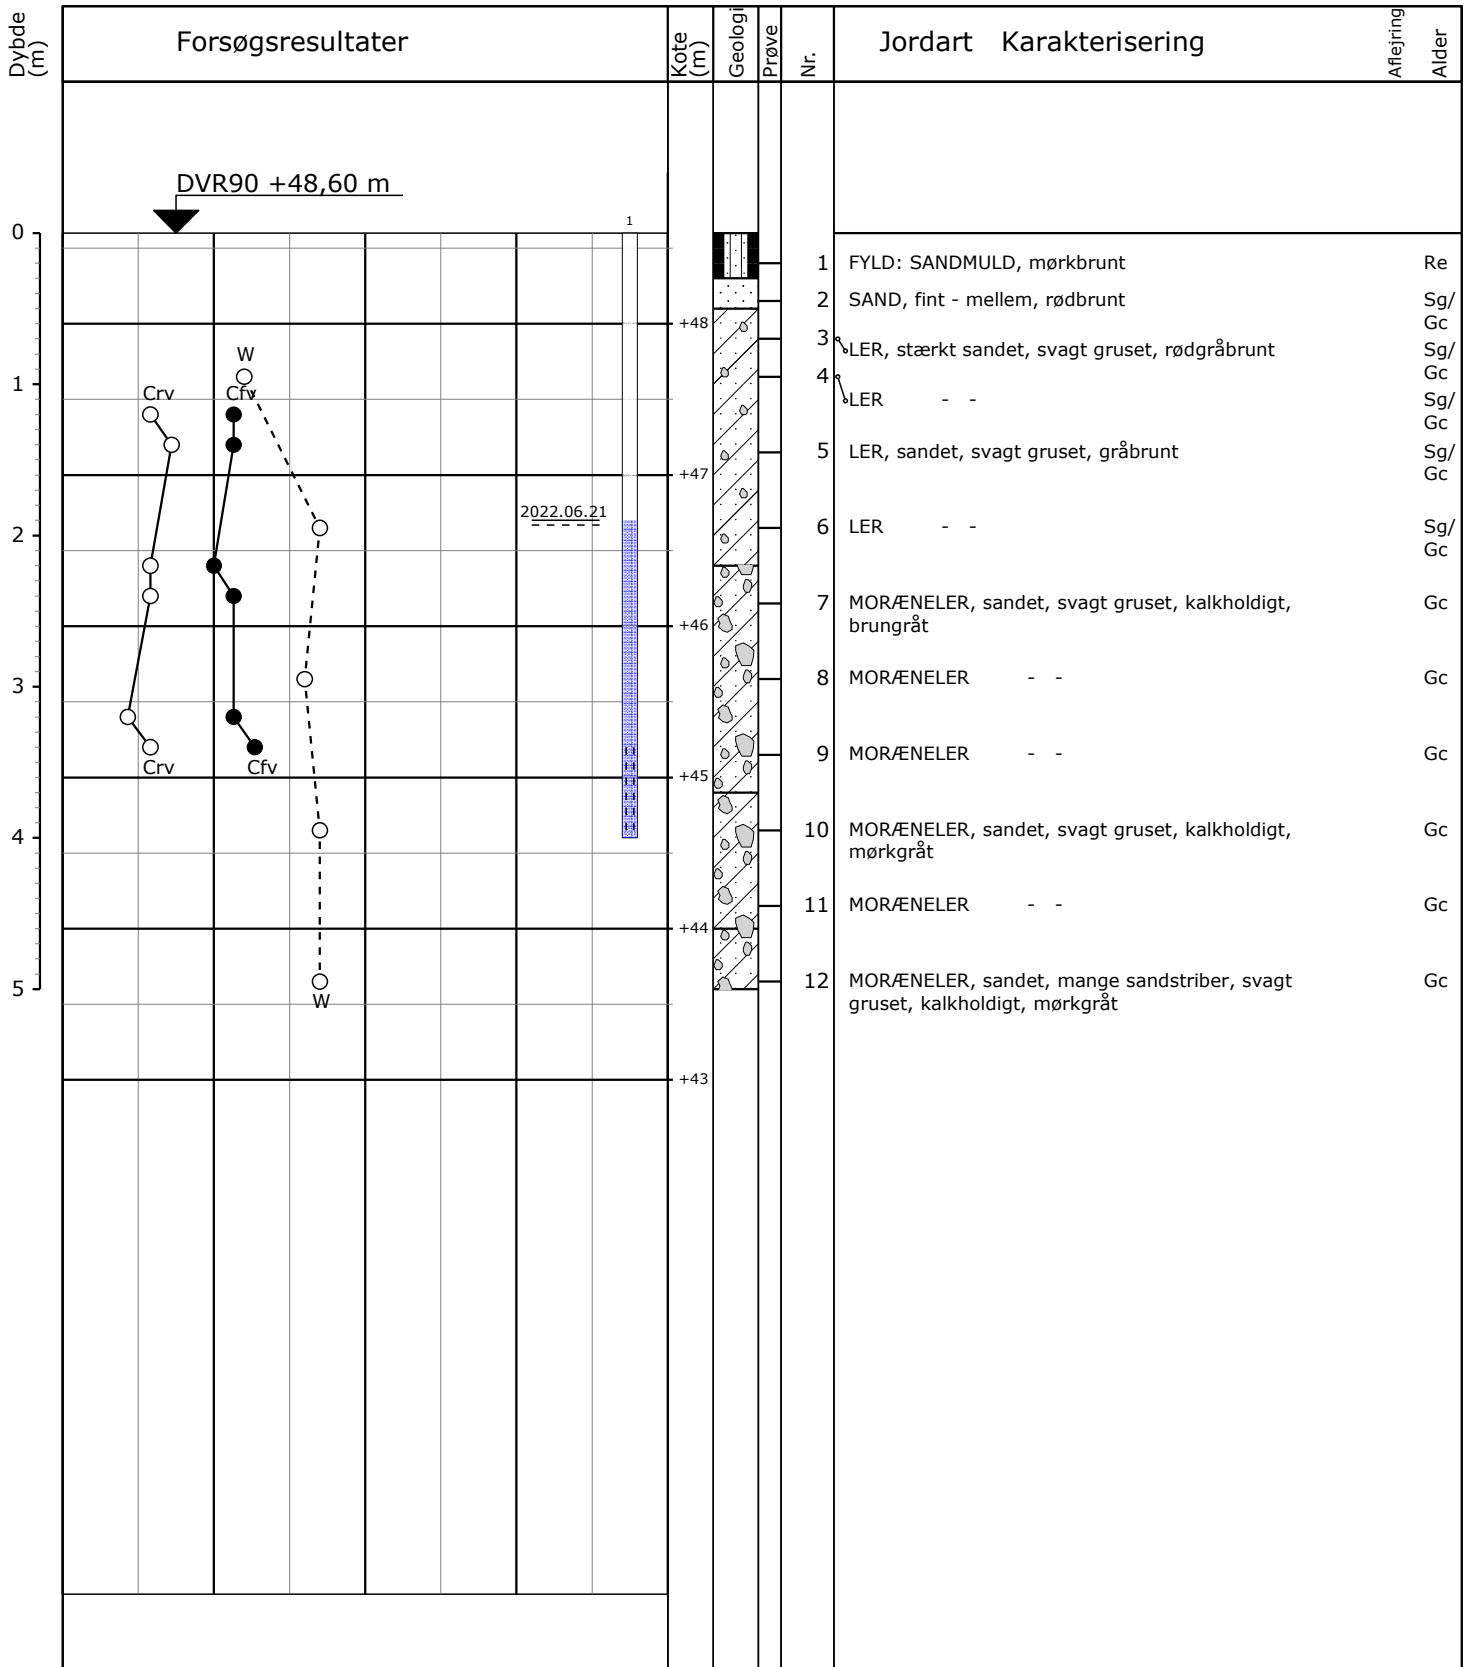 Dybde
(m)
Forsøgsresultater
Kote
(m)
Geologi
Prøve
Nr.
Jordart Karakterisering
Aflejring
Alder
DVR90 +48,60 m
1
0
1
2
3
4
5
W
Crv
Cfv
2022.06.21
Crv
Cfv
W
+48
+47
+46
+45
+44
+43
1 FYLD: SANDMULD, mørkbrunt Re
2 SAND, fint - mellem, rødbrunt Sg/
Gc
3 LER, stærkt sandet, svagt gruset, rødgråbrunt Sg/
Gc
4 LER - - Sg/
Gc
5 LER, sandet, svagt gruset, gråbrunt Sg/
Gc
6 LER - - Sg/
Gc
7 MORÆNELER, sandet, svagt gruset, kalkholdigt, Gc
brungråt
8 MORÆNELER - - Gc
9 MORÆNELER - - Gc
10 MORÆNELER, sandet, svagt gruset, kalkholdigt, Gc
mørkgråt
11 MORÆNELER - - Gc
12 MORÆNELER, sandet, mange sandstriber, svagt Gc
gruset, kalkholdigt, mørkgråt